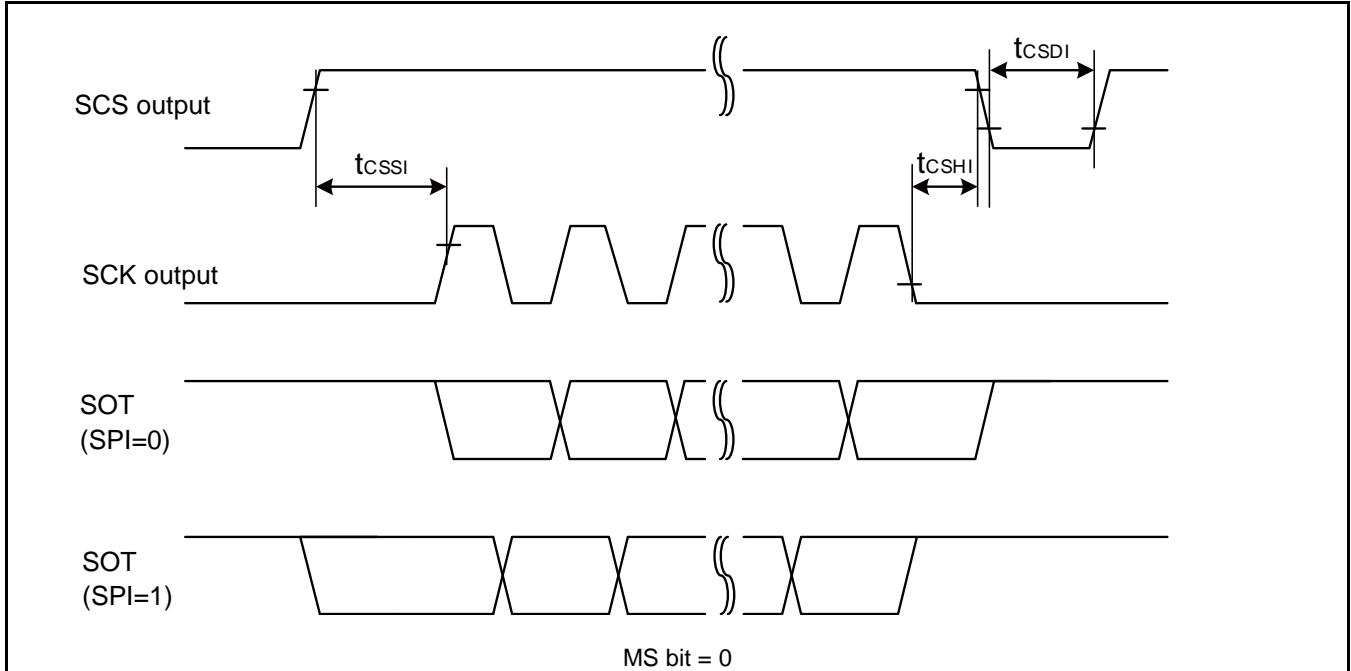 tCSDI
SCS output
tCSSI
tCSHI
SCK output
SOT
(SPI=0)
SOT
(SPI=1)
MS bit = 0